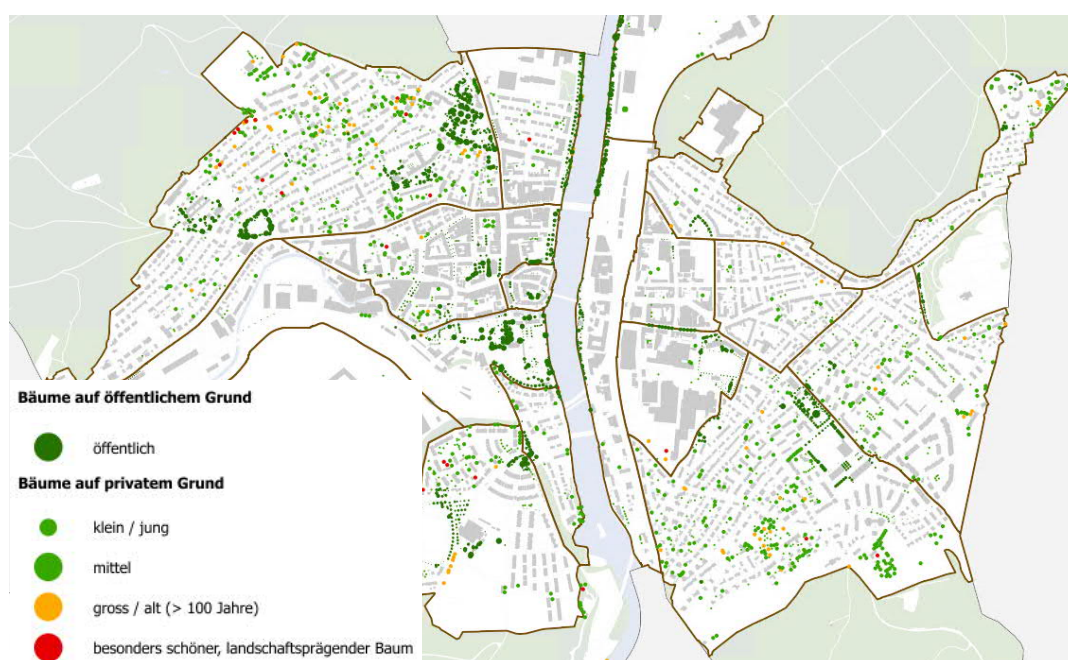 Bäume auf öffentlichem Grund
öffentlich
Bäume auf privatem Grund
klein / jung
mittel
gross / alt (> 100 Jahre)
besonders schöner, landschaftsprägender Baum